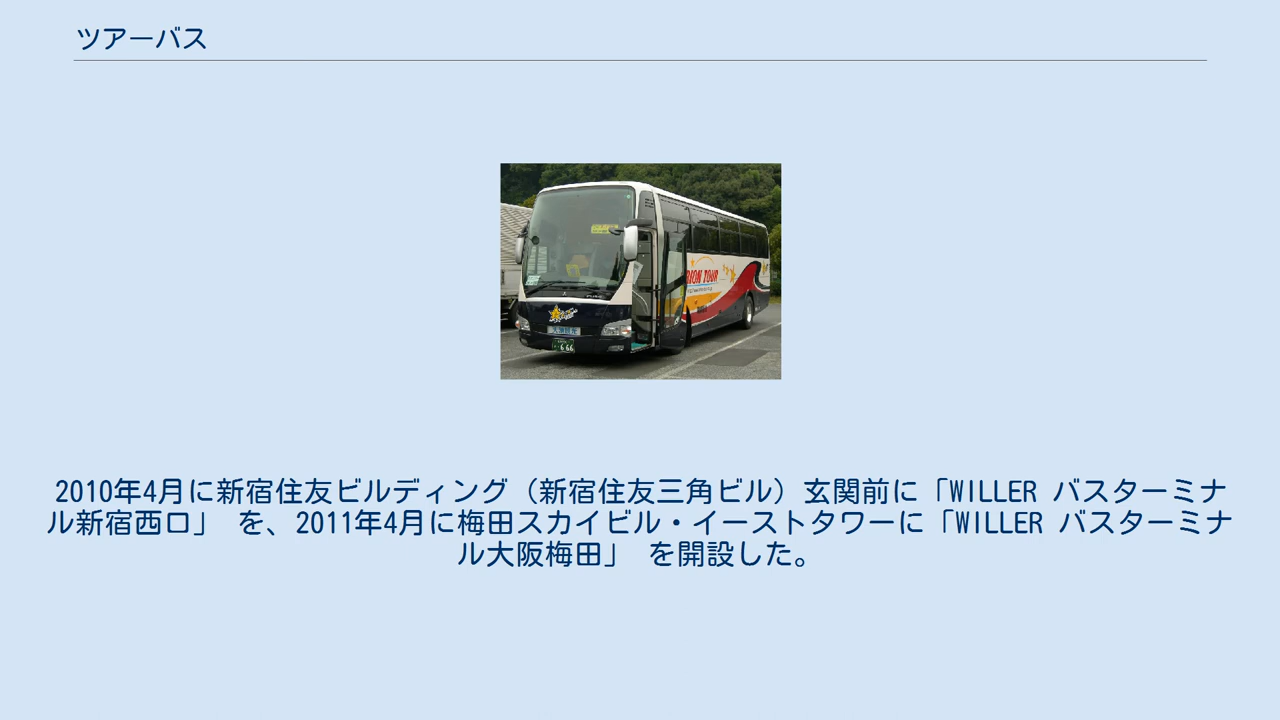 ツアーバス
RION TOUR
666
2010年4月に新宿住友ビルディング（新宿住友三角ビル）玄関前に「WILLER バスターミナ
ル新宿西口」 を、2011年4月に梅田スカイビル・イーストタワーに「WILLER バスターミナ
ル大阪梅田」 を開設した。